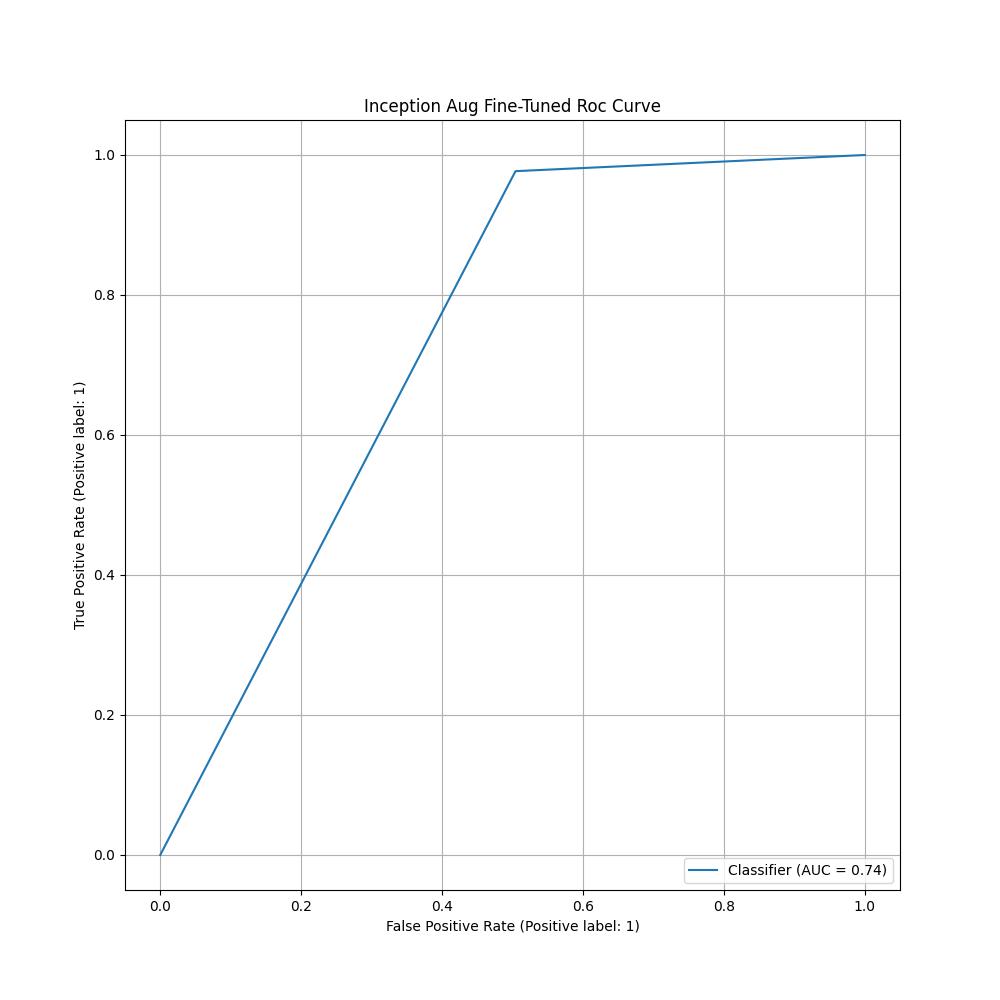 Inception Aug Fine-Tuned Roc Curve
1.0
0.8
0.6
0.4
0.2
0.0
True Positive Rate (Positive label: 1)
Classifier (AUC = 0.74)
0.0 0.2 0.4 0.6 0.8 1.0
False Positive Rate (Positive label: 1)